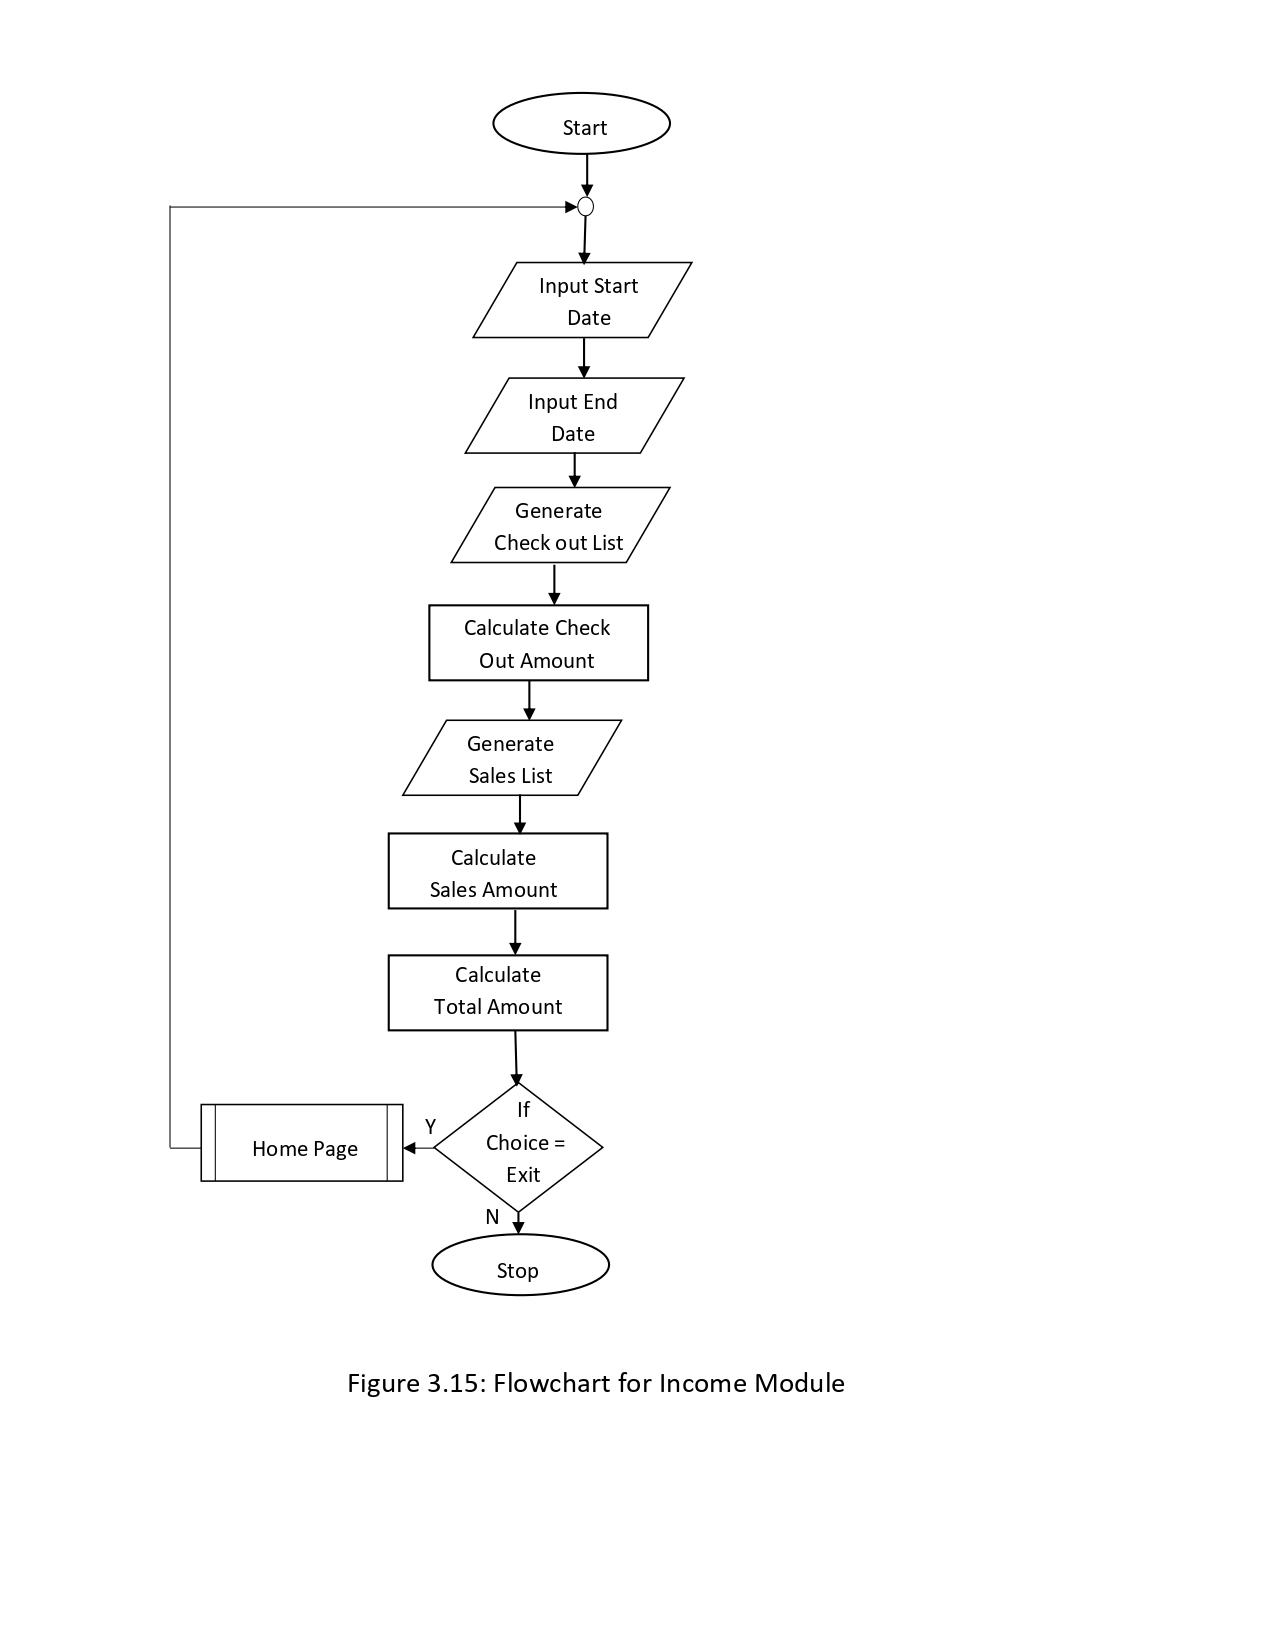 Start
Input Start
Date
Input End
Date
Generate
Check out List
Calculate Check
Out Amount
Generate
Sales List
Calculate
Sales Amount
Calculate
Total Amount
If
Choice =
Exit
Y
Home Page
N
Stop
Figure 3.15: Flowchart for Income Module